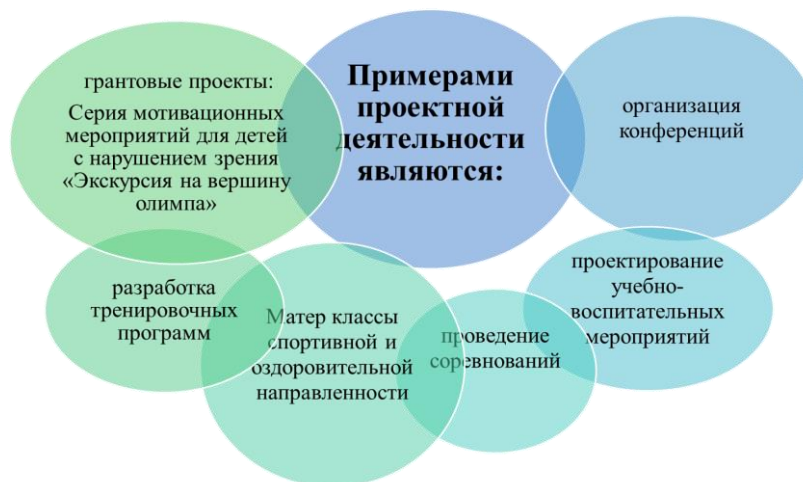 Примерами
проектной
деятельности
являются:
грантовые проекты:
Серия мотивационных
мероприятий для детей
с нарушением зрения
«Экскурсия на вершину
олимпа»
организация
конференций
разработка
тренировочных
программ
Матер классы
спортивной и
оздоровительной
направленности
проведение
соревнований
проектирование
учебно-
воспитательных
мероприятий